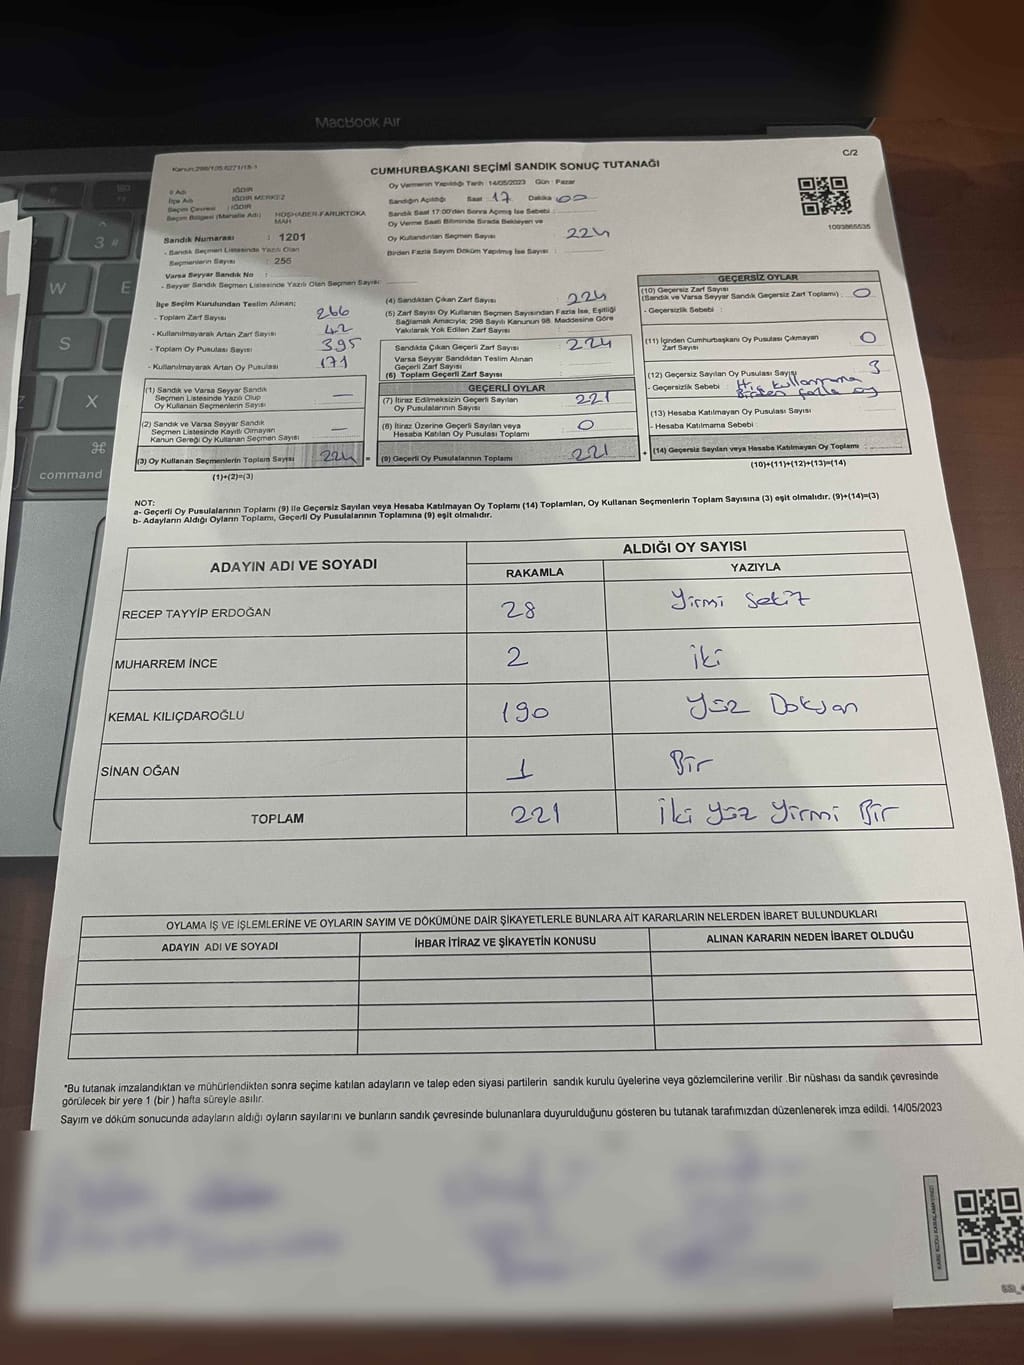 MacBook Air
C/2
Kanun:298/105.6271/15-1
CUMHURBAŞKANI SEÇİMİ SANDIK SONUÇ TUTANAĞI
İl Adı : IĞDIR
İlçe Adı : IĞDIR MERKEZ
Seçim Çevresi : IĞDIR
Seçim Bölgesi (Mahalle Adı) : HOŞHABER-FARUKTOKA MAH.
Sandık Numarası : 1201
- Sandık Seçmen Listesinde Yazılı Olan
Seçmenlerin Sayısı : 256
Varsa Seyyar Sandık No :
- Seyyar Sandık Seçmen Listesinde Yazılı Olan Seçmen Sayısı:
Oy Vermenin Yapıldığı Tarih : 14/05/2023 Gün : Pazar
Sandığın Açıldığı Saat 17 Dakika 00
Sandık Saat 17:00'den Sonra Açmış İse Sebebi :
Oy Verme Saati Bitiminde Sırada Bekleyen ve
Oy Kullandırılan Seçmen Sayısı : 224
Birden Fazla Sayım Döküm Yapılmış İse Sayısı :
1093865535
İlçe Seçim Kurulundan Teslim Alınan;
- Toplam Zarf Sayısı 266
- Kullanılmayarak Artan Zarf Sayısı 42
- Toplam Oy Pusulası Sayısı 395
- Kullanılmayarak Artan Oy Pusulası 171
(1) Sandık ve Varsa Seyyar Sandık
Seçmen Listesinde Yazılı Olup
Oy Kullanan Seçmenlerin Sayısı —
(2) Sandık ve Varsa Seyyar Sandık
Seçmen Listesinde Kayıtlı Olmayan
Kanun Gereği Oy Kullanan Seçmen Sayısı —
(3) Oy Kullanan Seçmenlerin Toplam Sayısı 224 =
(1)+(2)=(3)
(4) Sandıktan Çıkan Zarf Sayısı : 224
(5) Zarf Sayısı Oy Kullanan Seçmen Sayısından Fazla İse, Eşitliği
Sağlamak Amacıyla; 298 Sayılı Kanunun 98. Maddesine Göre
Yakılarak Yok Edilen Zarf Sayısı :
Sandıkta Çıkan Geçerli Zarf Sayısı : 224
Varsa Seyyar Sandıktan Teslim Alınan
Geçerli Zarf Sayısı
(6) Toplam Geçerli Zarf Sayısı
GEÇERLİ OYLAR
(7) İtiraz Edilmeksizin Geçerli Sayılan
Oy Pusulalarının Sayısı : 221
(8) İtiraz Üzerine Geçerli Sayılan veya
Hesaba Katılan Oy Pusulası Toplamı : 0
(9) Geçerli Oy Pusulalarının Toplamı 221 +
GEÇERSİZ OYLAR
(10) Geçersiz Zarf Sayısı
(Sandık ve Varsa Seyyar Sandık Geçersiz Zarf Toplamı) : 0
- Geçersizlik Sebebi :
(11) İçinden Cumhurbaşkanı Oy Pusulası Çıkmayan
Zarf Sayısı 0
(12) Geçersiz Sayılan Oy Pusulası Sayısı 3
- Geçersizlik Sebebi : Hiç kullanmama
Birden fazla oy
(13) Hesaba Katılmayan Oy Pusulası Sayısı
- Hesaba Katılmama Sebebi :
(14) Geçersiz Sayılan veya Hesaba Katılmayan Oy Toplamı
(10)+(11)+(12)+(13)=(14)
NOT:
a- Geçerli Oy Pusulalarının Toplamı (9) ile Geçersiz Sayılan veya Hesaba Katılmayan Oy Toplamı (14) Toplamları, Oy Kullanan Seçmenlerin Toplam Sayısına (3) eşit olmalıdır. (9)+(14)=(3)
b- Adayların Aldığı Oyların Toplamı, Geçerli Oy Pusulalarının Toplamına (9) eşit olmalıdır.
ADAYIN ADI VE SOYADI ALDIĞI OY SAYISI
RAKAMLA YAZIYLA
RECEP TAYYİP ERDOĞAN 28 Yirmi Sekiz
MUHARREM İNCE 2 İki
KEMAL KILIÇDAROĞLU 190 Yüz Doksan
SİNAN OĞAN 1 Bir
TOPLAM 221 İki Yüz Yirmi Bir
OYLAMA İŞ VE İŞLEMLERİNE VE OYLARIN SAYIM VE DÖKÜMÜNE DAİR ŞİKAYETLERLE BUNLARA AİT KARARLARIN NELERDEN İBARET BULUNDUKLARI
ADAYIN ADI VE SOYADI İHBAR İTİRAZ VE ŞİKAYETİN KONUSU ALINAN KARARIN NEDEN İBARET OLDUĞU
*Bu tutanak imzalandıktan ve mühürlendikten sonra seçime katılan adayların ve talep eden siyasi partilerin sandık kurulu üyelerine veya gözlemcilerine verilir .Bir nüshası da sandık çevresinde
görülecek bir yere 1 (bir ) hafta süreyle asılır.
Sayım ve döküm sonucunda adayların aldığı oyların sayılarını ve bunların sandık çevresinde bulunanlara duyurulduğunu gösteren bu tutanak tarafımızdan düzenlenerek imza edildi. 14/05/2023
3 #
W
E
S
X
⌘
command